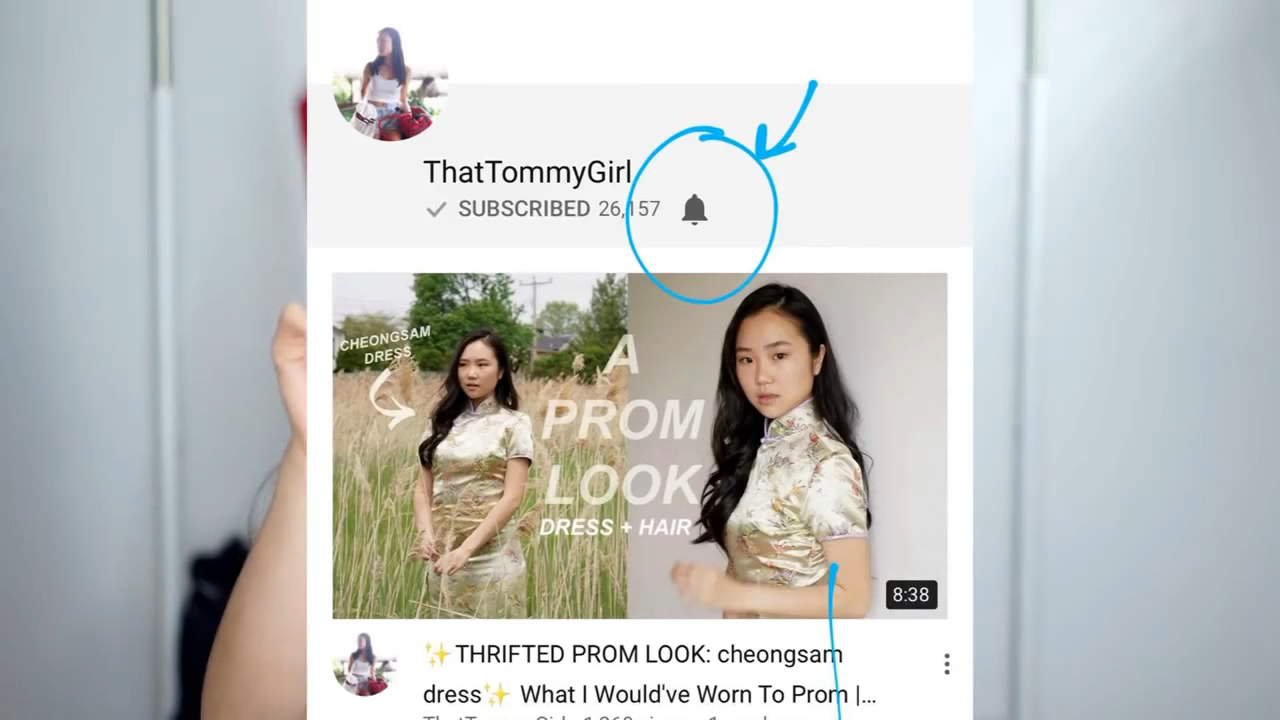 ThatTommyGirl
SUBSCRIBED 26,157
CHEONGSAM
DRESS
A
PROM
LOOK
DRESS + HAIR
8:38
✨THRIFTED PROM LOOK: cheongsam
dress✨ What I Would've Worn To Prom |...